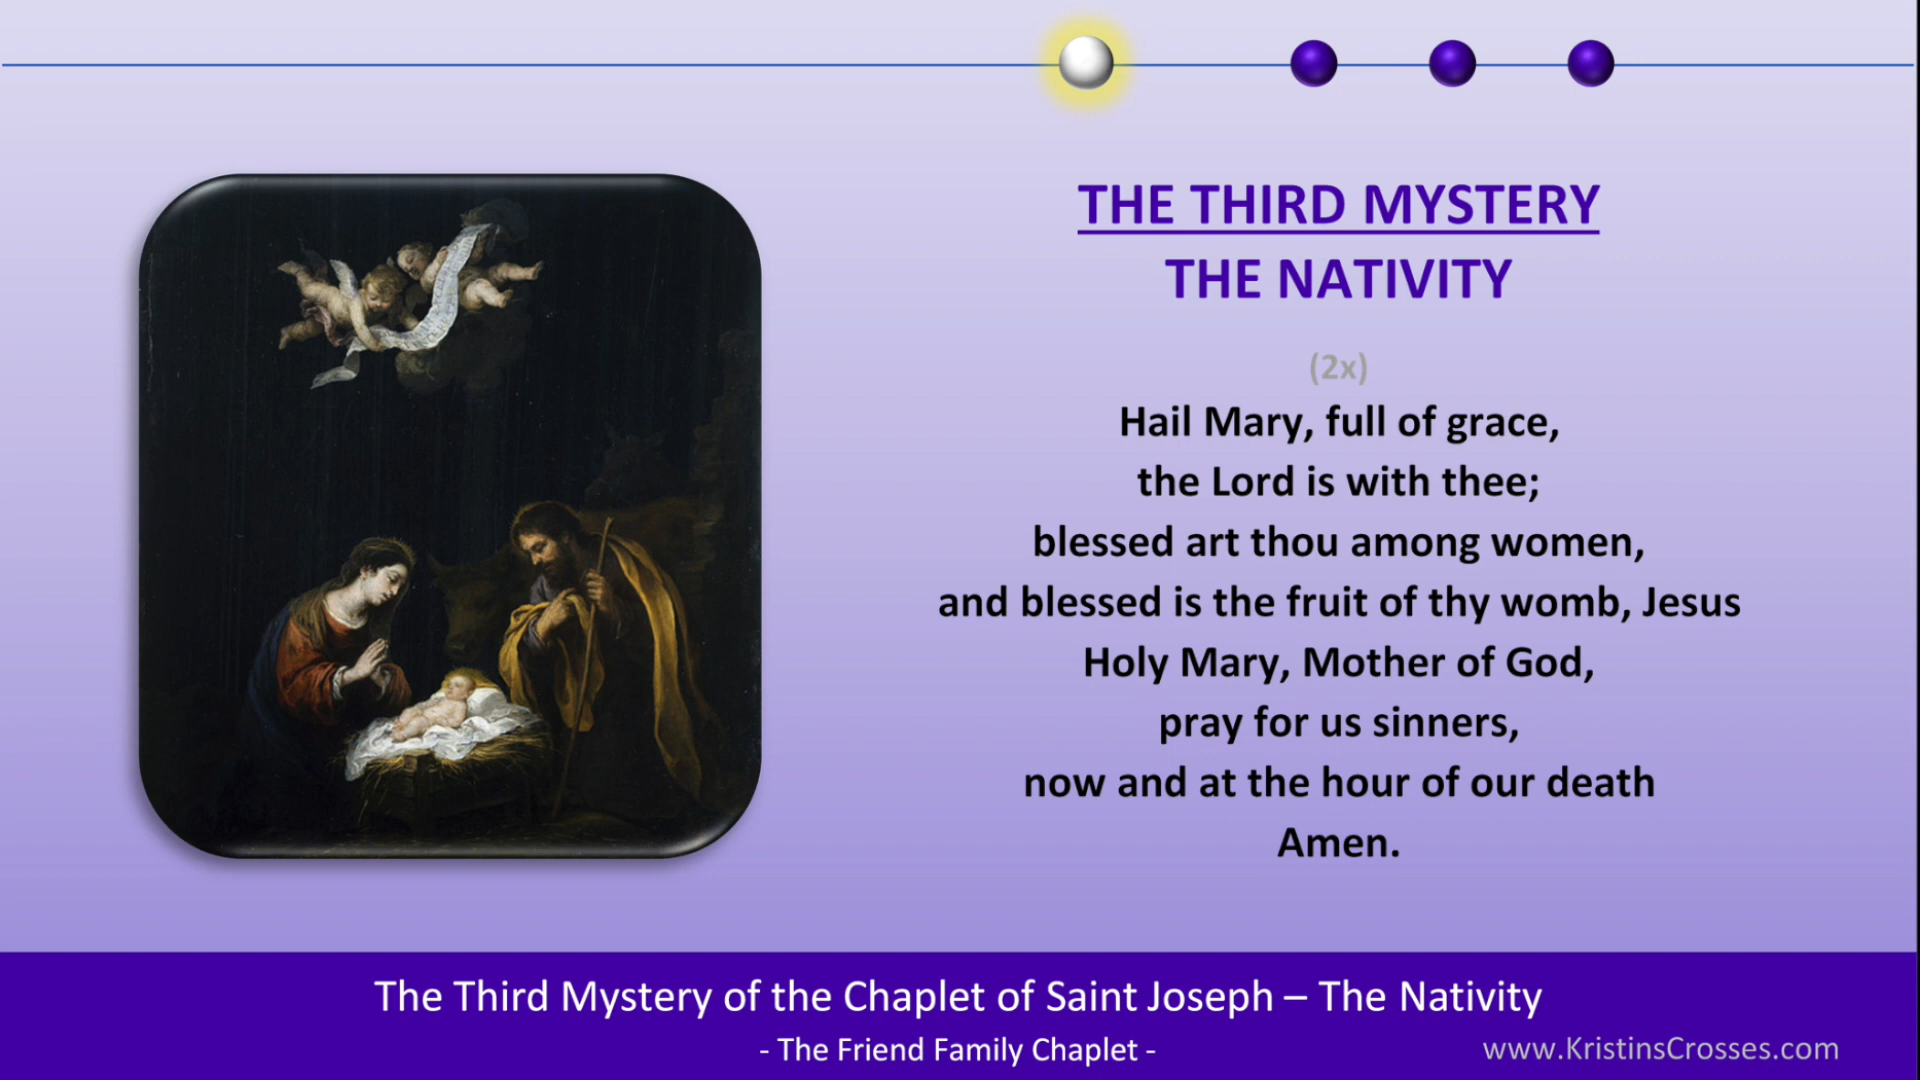 THE THIRD MYSTERY
THE NATIVITY
(2x)
Hail Mary, full of grace,
the Lord is with thee;
blessed art thou among women,
and blessed is the fruit of thy womb, Jesus
Holy Mary, Mother of God,
pray for us sinners,
now and at the hour of our death
Amen.
The Third Mystery of the Chaplet of Saint Joseph – The Nativity
- The Friend Family Chaplet -
www.KristinsCrosses.com